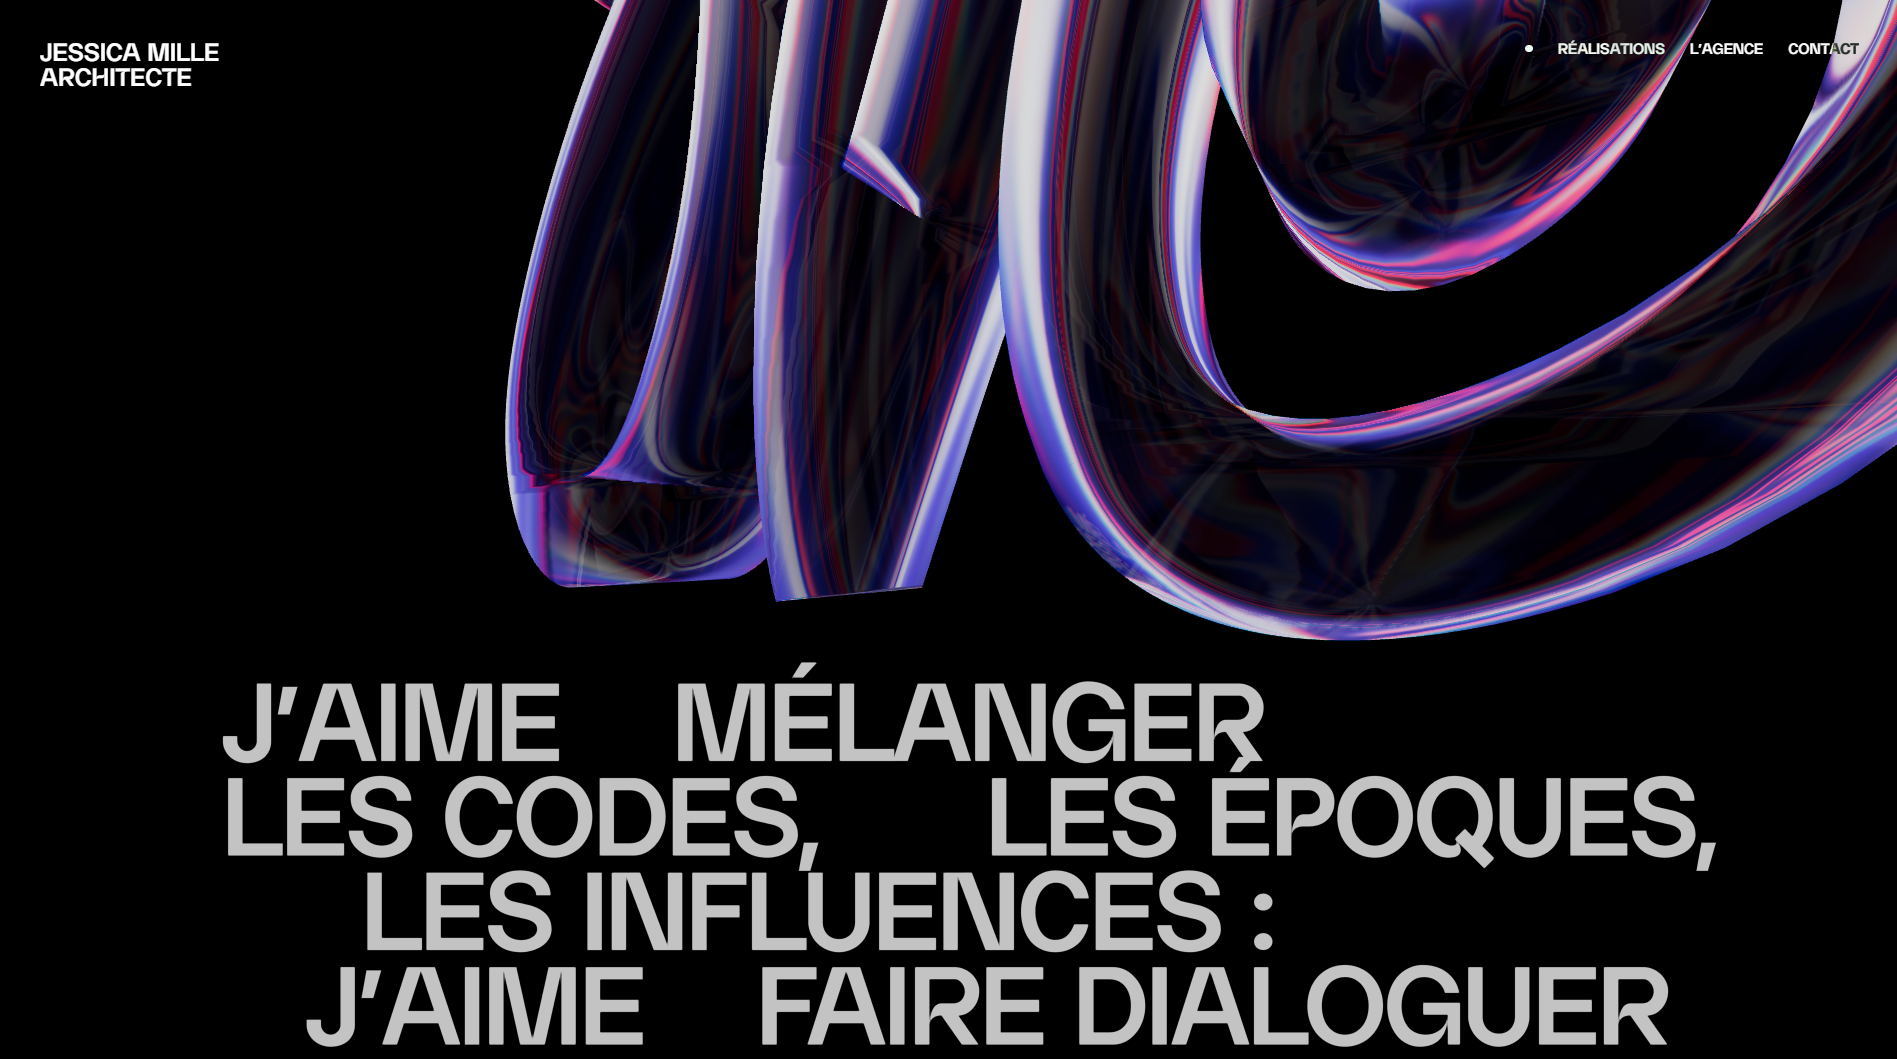 JESSICA MILLE
ARCHITECTE
RÉALISATIONS L'AGENCE CONTACT
J'AIME MÉLANGER
LES CODES, LES ÉPOQUES,
LES INFLUENCES :
J'AIME FAIRE DIALOGUER